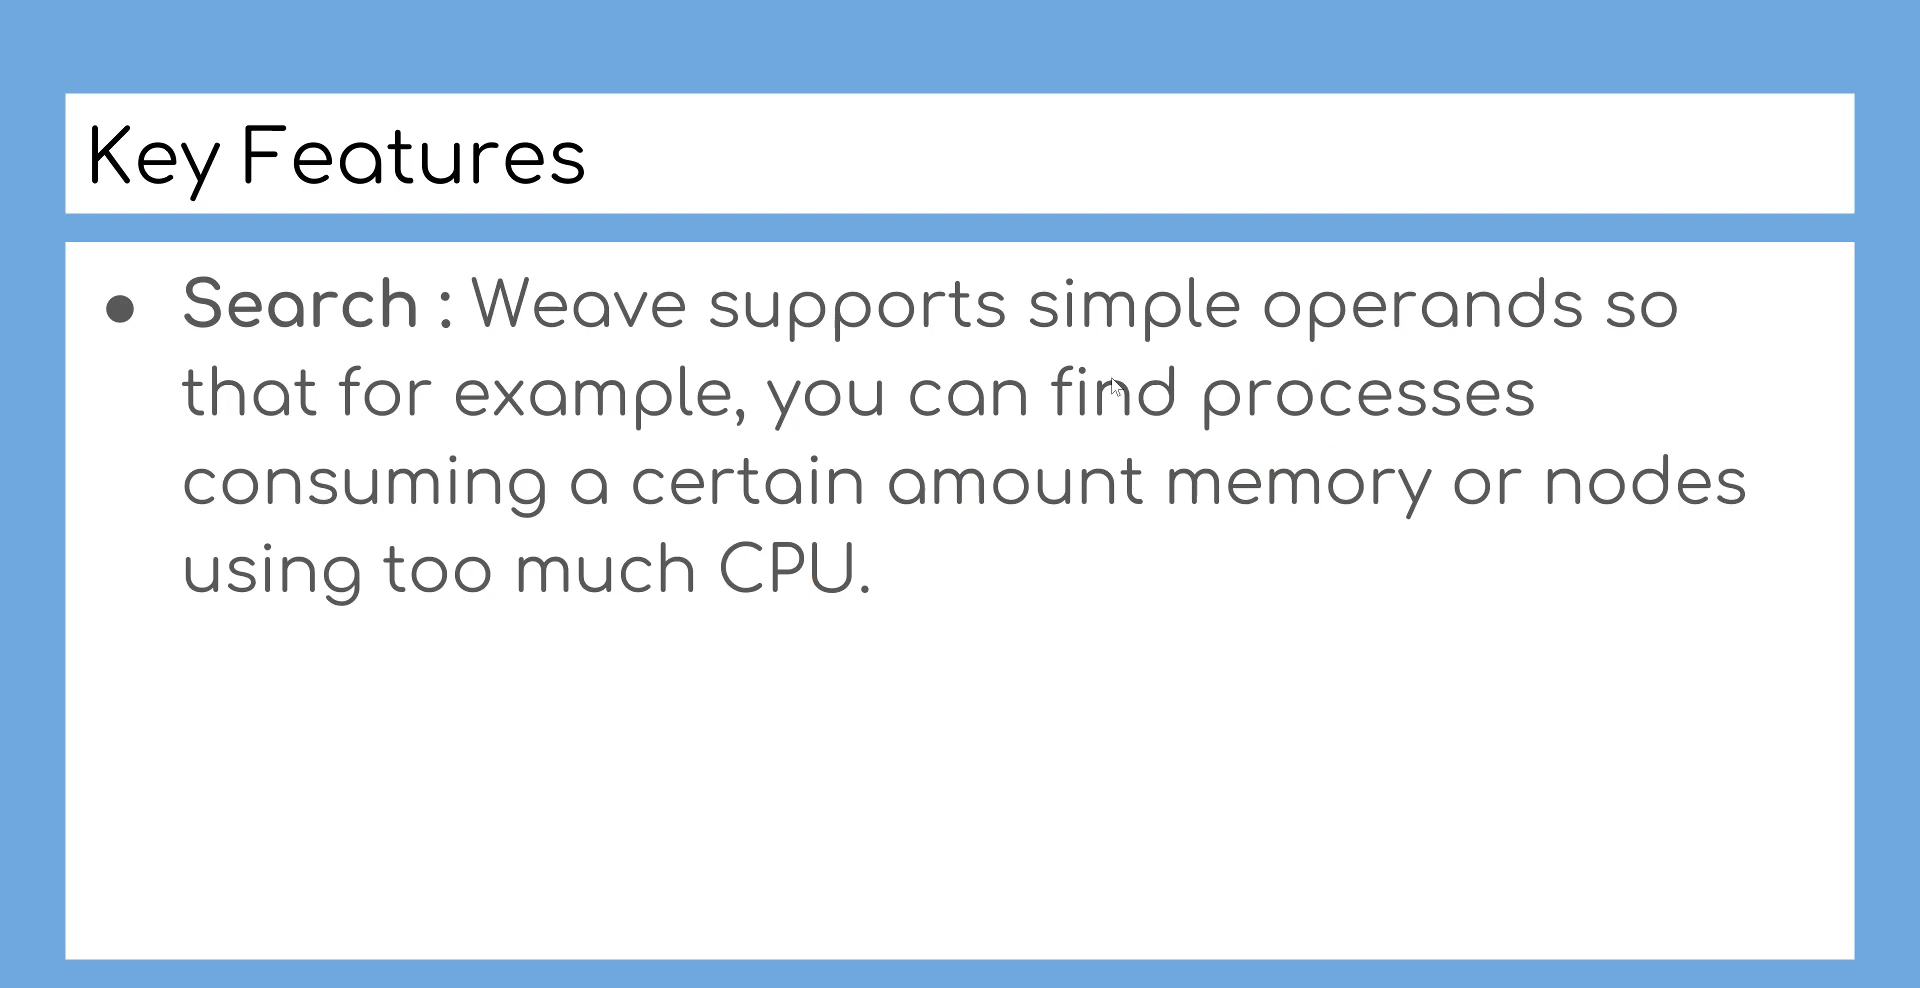 Key Features
● Search : Weave supports simple operands so
that for example, you can find processes
consuming a certain amount memory or nodes
using too much CPU.